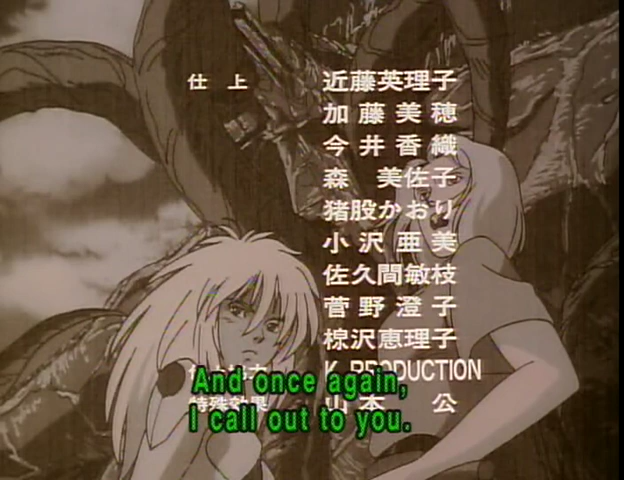 仕上 近藤英理子
加藤美穂
今井香織
森 美佐子
猪股かおり
小沢亜美
佐久間敏枝
菅野澄子
椋沢恵理子
K.PRODUCTION
特殊効果 山本 公
And once again,
I call out to you.